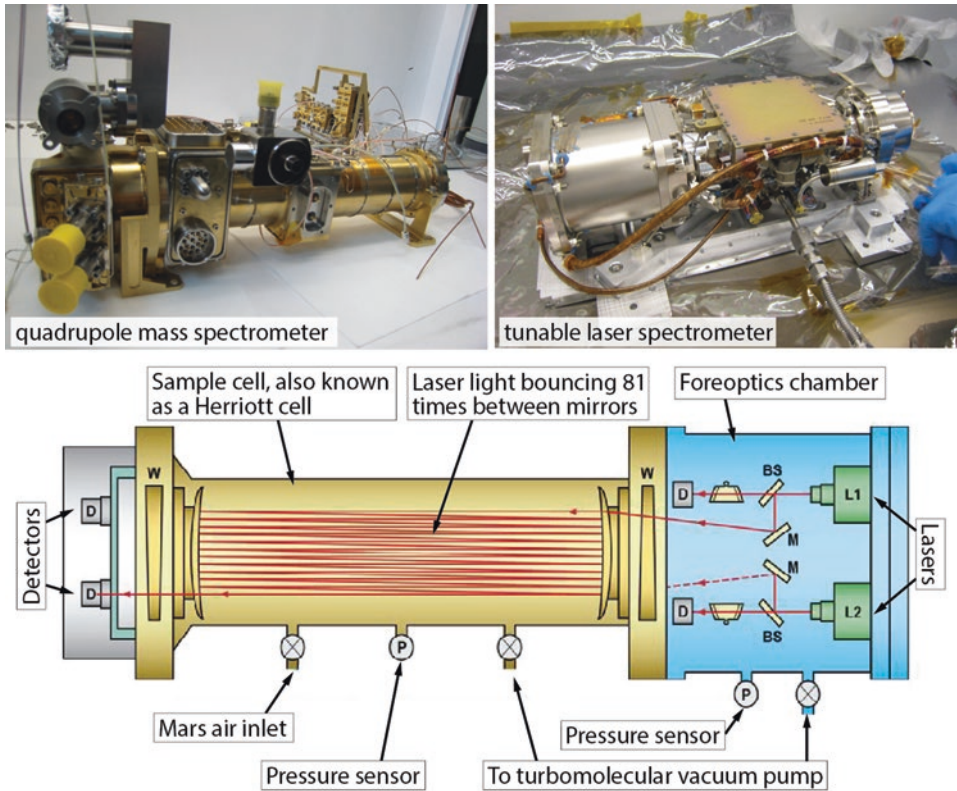 quadrupole mass spectrometer
tunable laser spectrometer
Sample cell, also known
as a Herriott cell
Laser light bouncing 81
times between mirrors
Foreoptics chamber
Detectors
D
D
W
W
D
BS
L1
M
M
D
BS
L2
Lasers
P
P
Mars air inlet
Pressure sensor
Pressure sensor
To turbomolecular vacuum pump